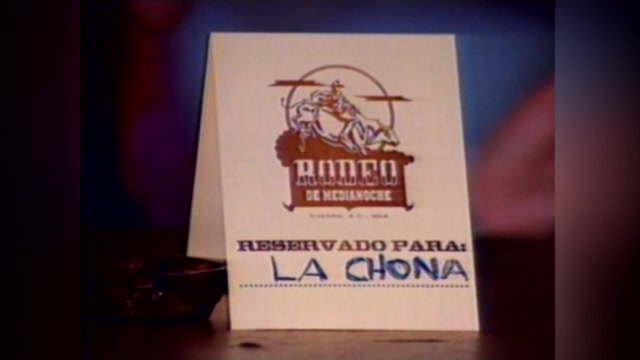 RODEO
DE MEDIANOCHE
RESERVADO PARA:
LA CHONA